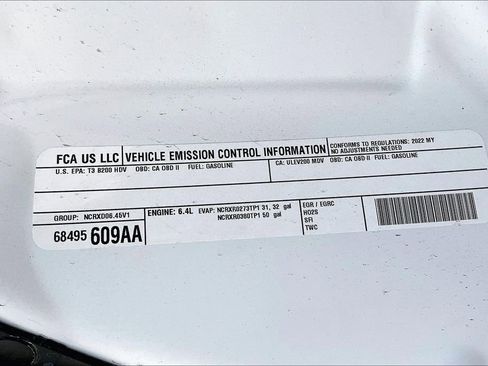 FCA US LLC
VEHICLE EMISSION CONTROL INFORMATION
CONFORMS TO REGULATIONS: 2022 MY
NO ADJUSTMENTS NEEDED
U.S. EPA: T3 B200 HDV OBD: CA OBD II FUEL: GASOLINE
CA: ULEV200 MDV OBD: CA OBD II FUEL: GASOLINE
GROUP: NCRXD06.45V1
68495 609AA
ENGINE: 6.4L EVAP: NCRXR0273TP1 31, 32 gal
NCRXR0380TP1 50 gal
EGR / EGRC
HO2S
SFI
TWC